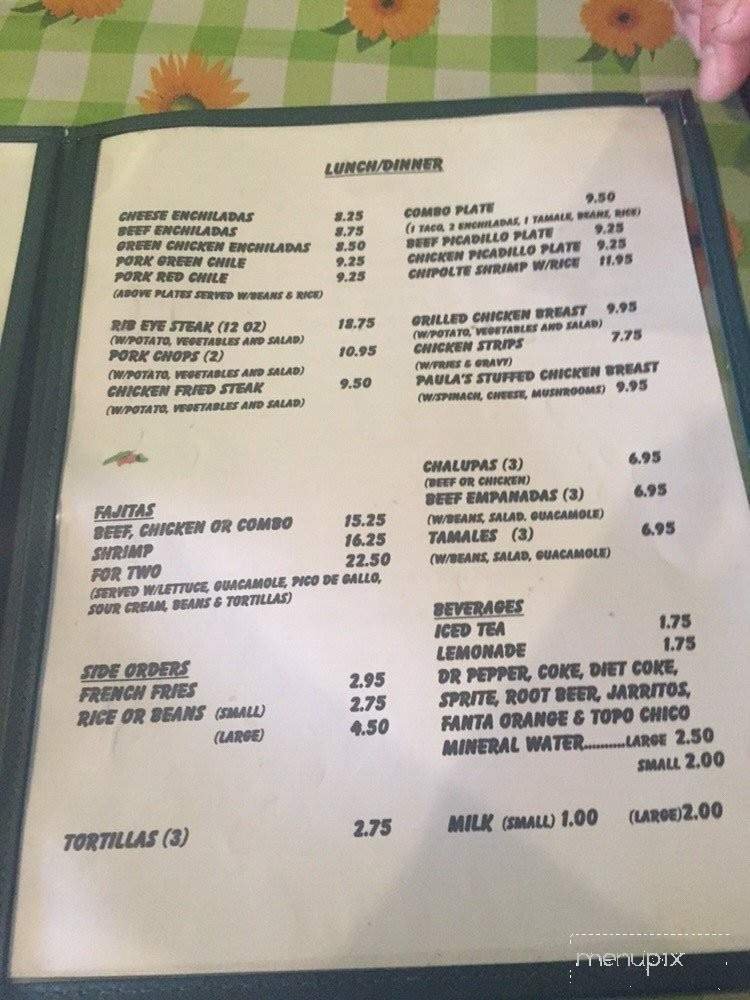 LUNCH/DINNER
CHEESE ENCHILADAS 8.25
BEEF ENCHILADAS 8.75
GREEN CHICKEN ENCHILADAS 8.50
PORK GREEN CHILE 9.25
PORK RED CHILE 9.25
(ABOVE PLATES SERVED W/BEANS & RICE)
RIB EYE STEAK (12 OZ) 18.75
(W/POTATO, VEGETABLES AND SALAD)
PORK CHOPS (2) 10.95
(W/POTATO, VEGETABLES AND SALAD)
CHICKEN FRIED STEAK 9.50
(W/POTATO, VEGETABLES AND SALAD)
FAJITAS
BEEF, CHICKEN OR COMBO 15.25
SHRIMP 16.25
FOR TWO 22.50
(SERVED W/LETTUCE, GUACAMOLE, PICO DE GALLO,
SOUR CREAM, BEANS & TORTILLAS)
SIDE ORDERS
FRENCH FRIES 2.95
RICE OR BEANS (SMALL) 2.75
(LARGE) 4.50
TORTILLAS (3) 2.75
COMBO PLATE 9.50
(1 TACO, 2 ENCHILADAS, 1 TAMALE, BEANS, RICE)
BEEF PICADILLO PLATE 9.25
CHICKEN PICADILLO PLATE 9.25
CHIPOLTE SHRIMP W/RICE 11.95
GRILLED CHICKEN BREAST 9.95
(W/POTATO, VEGETABLES AND SALAD)
CHICKEN STRIPS 7.75
(W/FRIES & GRAVY)
PAULA'S STUFFED CHICKEN BREAST
(W/SPINACH, CHEESE, MUSHROOMS) 9.95
CHALUPAS (3) 6.95
(BEEF OR CHICKEN)
BEEF EMPANADAS (3) 6.95
(W/BEANS, SALAD, GUACAMOLE)
TAMALES (3) 6.95
(W/BEANS, SALAD, GUACAMOLE)
BEVERAGES
ICED TEA 1.75
LEMONADE 1.75
DR PEPPER, COKE, DIET COKE,
SPRITE, ROOT BEER, JARRITOS,
FANTA ORANGE & TOPO CHICO
MINERAL WATER..........LARGE 2.50
SMALL 2.00
MILK (SMALL) 1.00 (LARGE)2.00
menupix